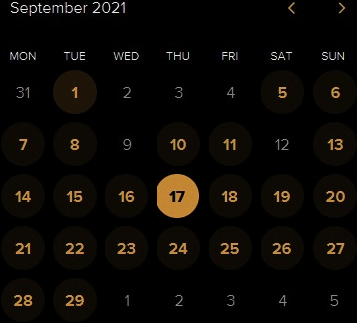 September 2021
MON TUE WED THU FRI SAT SUN
31 1 2 3 4 5 6
7 8 9 10 11 12 13
14 15 16 17 18 19 20
21 22 23 24 25 26 27
28 29 1 2 3 4 5